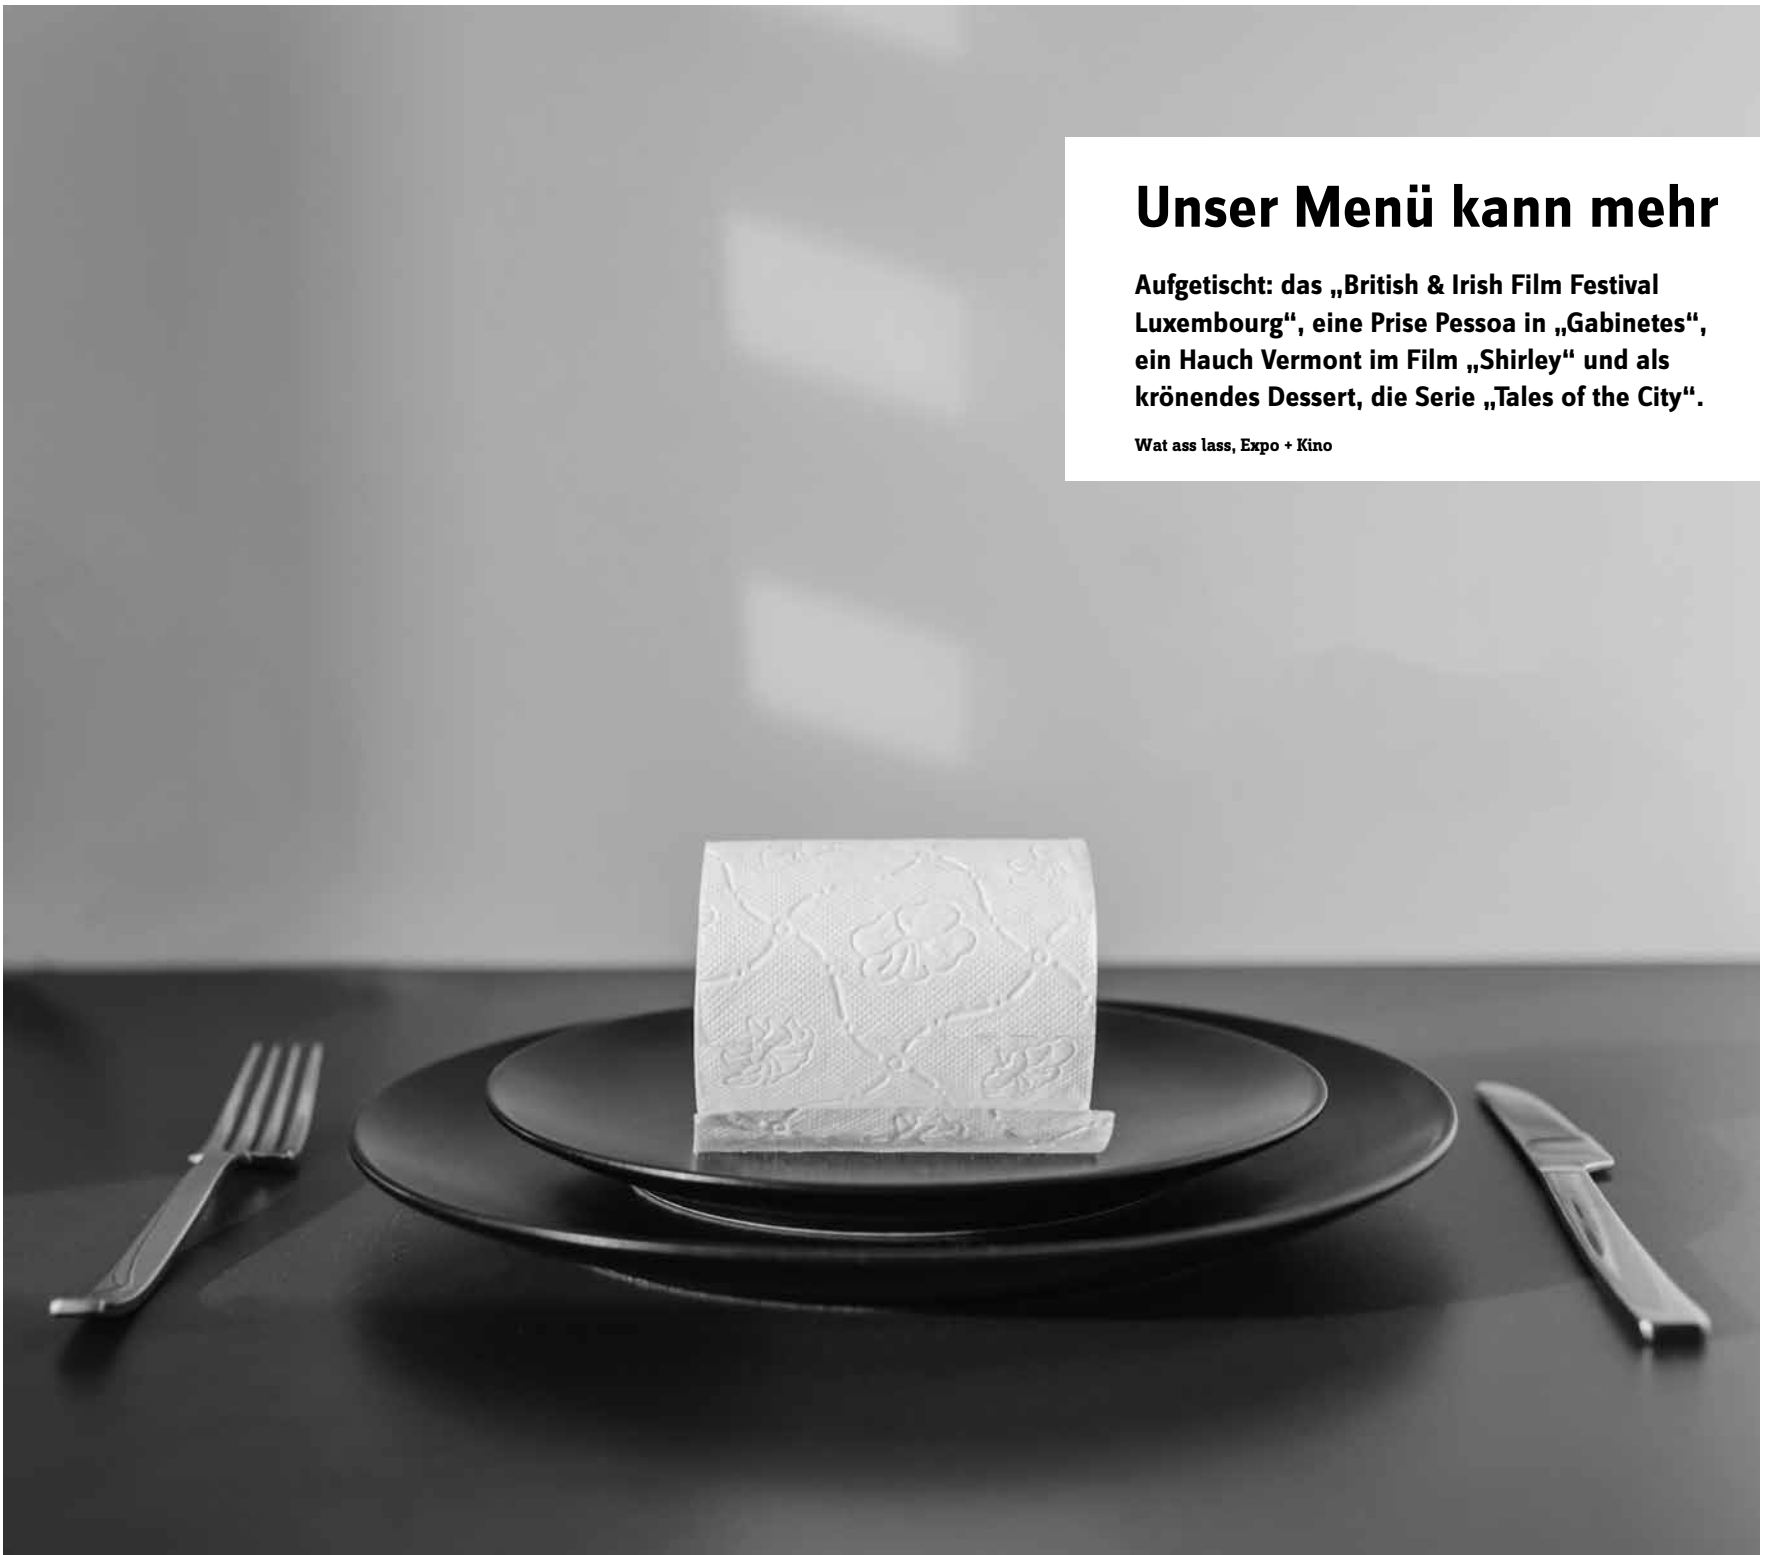 Unser Menü kann mehr
Aufgetischt: das „British & Irish Film Festival
Luxembourg“, eine Prise Pessoa in „Gabinetes“,
ein Hauch Vermont im Film „Shirley“ und als
krönendes Dessert, die Serie „Tales of the City“.
Wat ass lass, Expo + Kino